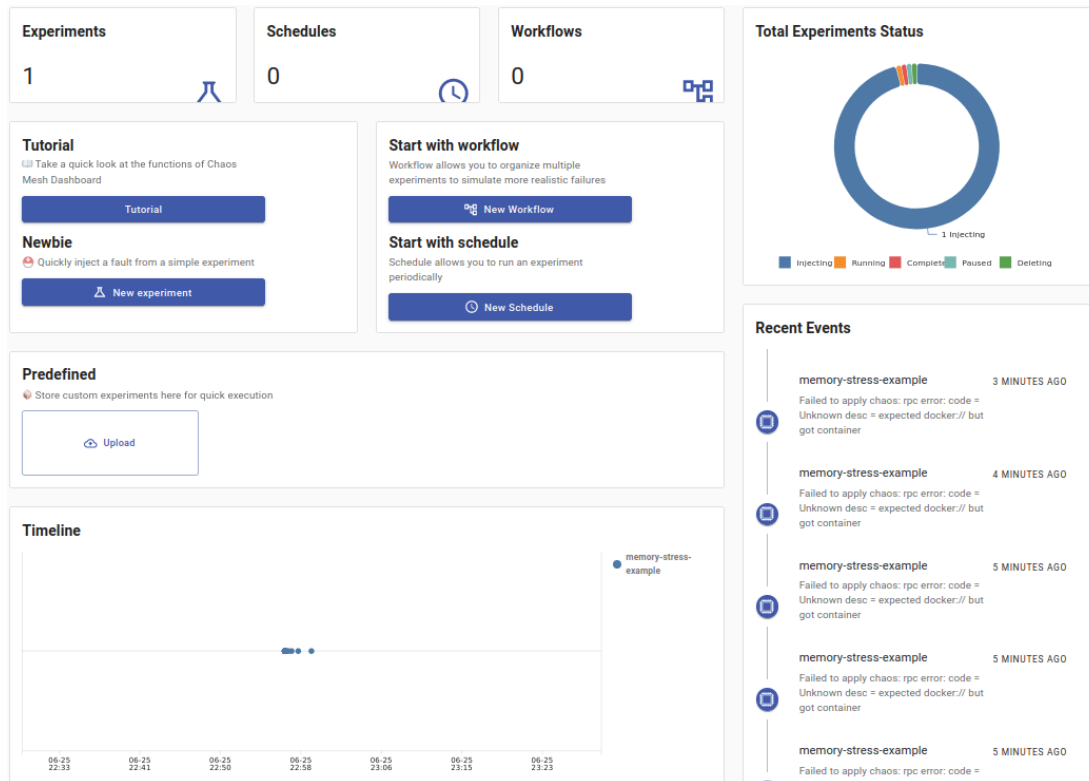 Experiments
1
Schedules
0
Workflows
0
Tutorial
Take a quick look at the functions of Chaos
Mesh Dashboard
Tutorial
Newbie
Quickly inject a fault from a simple experiment
New experiment
Start with workflow
Workflow allows you to organize multiple
experiments to simulate more realistic failures
New Workflow
Start with schedule
Schedule allows you to run an experiment
periodically
New Schedule
Predefined
Store custom experiments here for quick execution
Upload
Timeline
memory-stress-
example
06-25
22:33
06-25
22:41
06-25
22:50
06-25
22:58
06-25
23:06
06-25
23:15
06-25
23:23
Total Experiments Status
1 Injecting
Injecting
Running
Complete
Paused
Deleting
Recent Events
memory-stress-example
3 MINUTES AGO
Failed to apply chaos: rpc error: code =
Unknown desc = expected docker:// but
got container
memory-stress-example
4 MINUTES AGO
Failed to apply chaos: rpc error: code =
Unknown desc = expected docker:// but
got container
memory-stress-example
5 MINUTES AGO
Failed to apply chaos: rpc error: code =
Unknown desc = expected docker:// but
got container
memory-stress-example
5 MINUTES AGO
Failed to apply chaos: rpc error: code =
Unknown desc = expected docker:// but
got container
memory-stress-example
5 MINUTES AGO
Failed to apply chaos: rpc error: code =